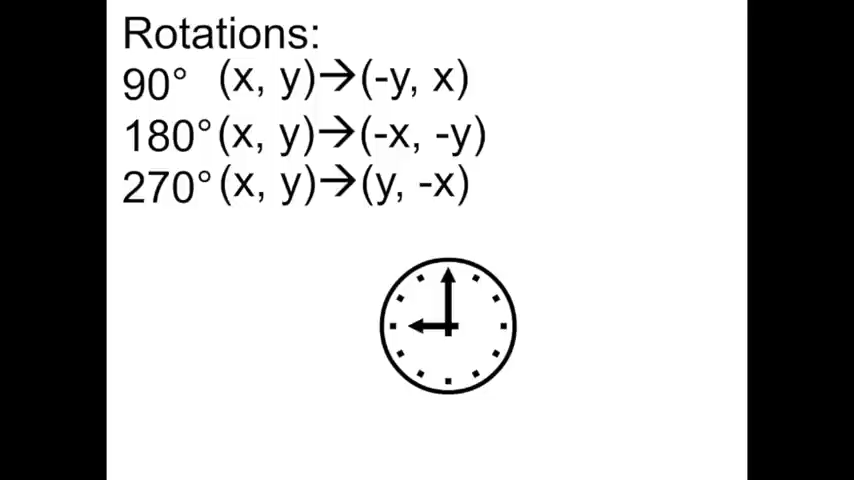 Rotations:
90° (x, y)→(-y, x)
180° (x, y)→(-x, -y)
270° (x, y)→(y, -x)